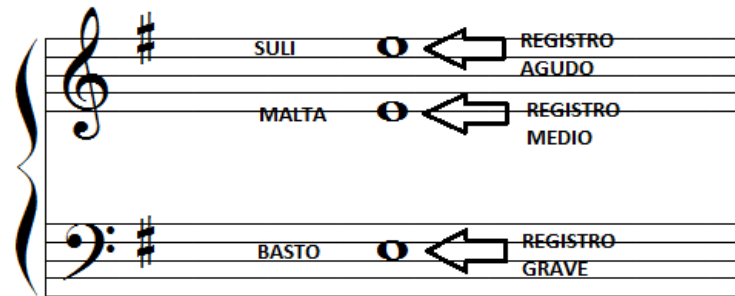 SULI
REGISTRO
AGUDO
MALTA
REGISTRO
MEDIO
BASTO
REGISTRO
GRAVE